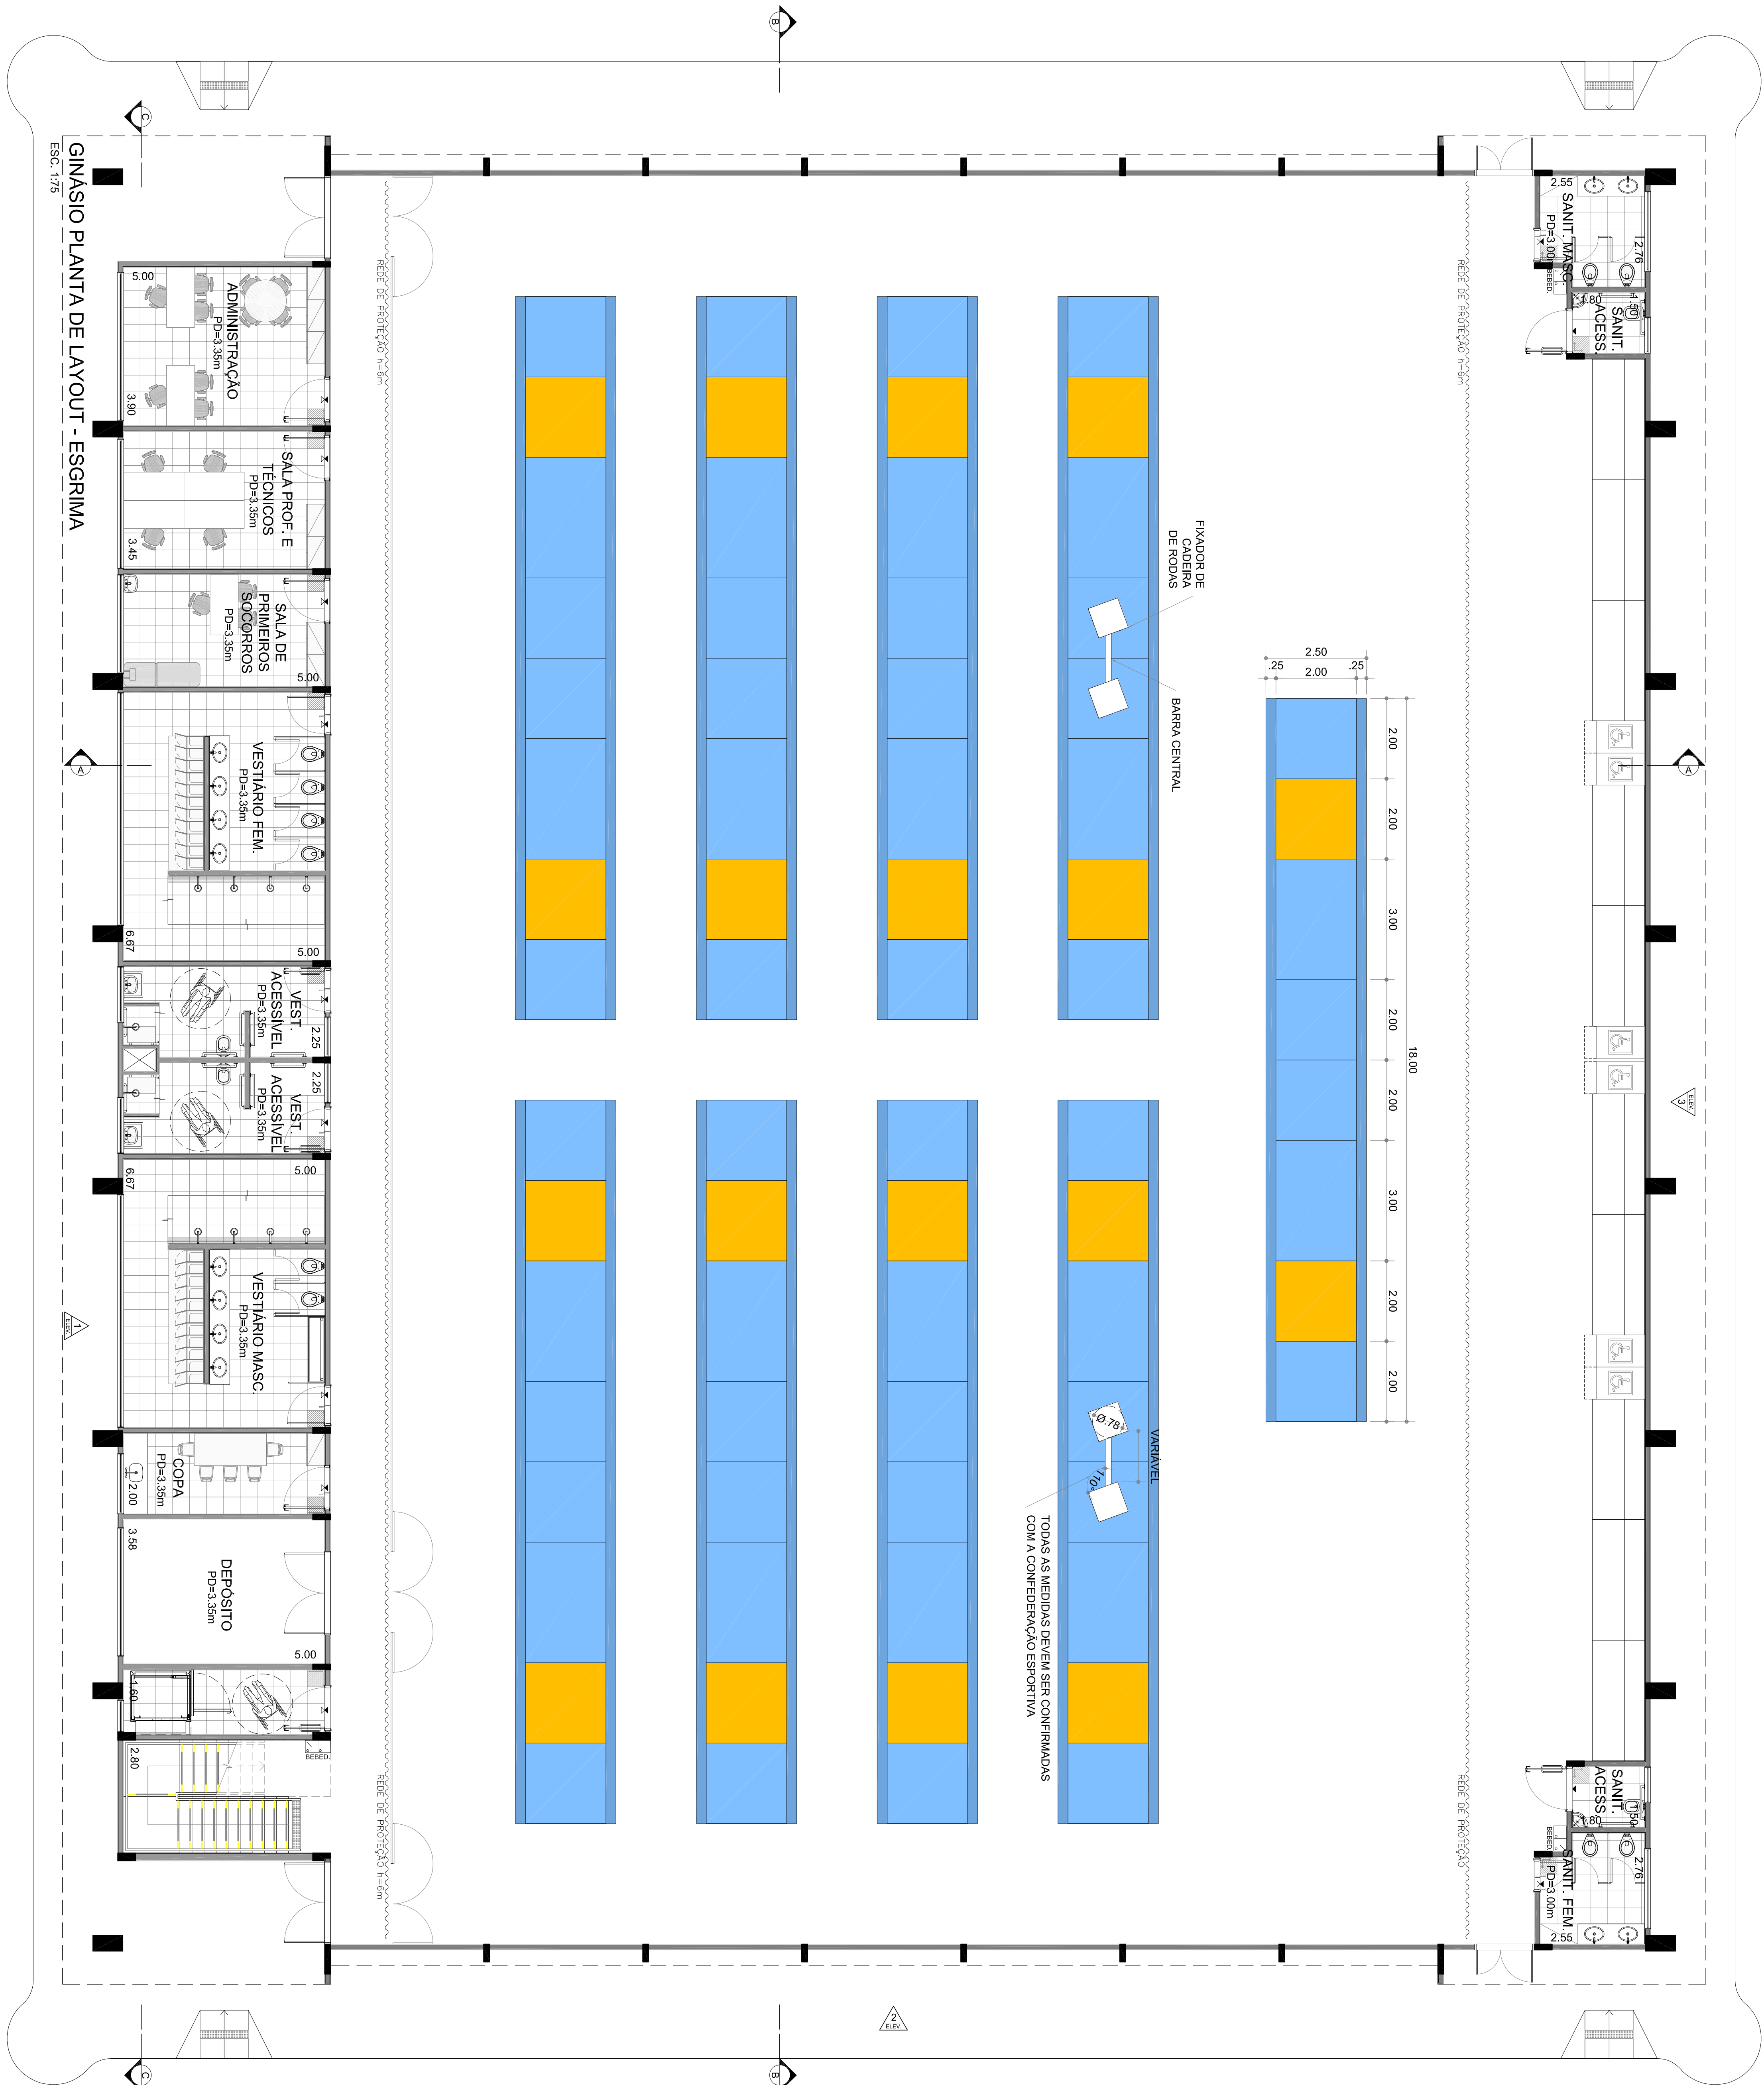 GINÁSIO PLANTA DE LAYOUT - ESGRIMA
ESC. 1:75
B
C
A
A
C
B
ELEV.
1
2
ELEV.
ELEV.
3
2.55
SANIT. MASC.
PD=3.00m
BEBED.
2.76
1.80
1.50
SANIT.
ACESS.
REDE DE PROTEÇÃO h=6m
REDE DE PROTEÇÃO h=6m
5.00
ADMINISTRAÇÃO
PD=3.35m
3.90
SALA PROF. E
TÉCNICOS
PD=3.35m
3.45
SALA DE
PRIMEIROS
SOCORROS
PD=3.35m
5.00
VESTIÁRIO FEM.
PD=3.35m
6.67
5.00
VEST.
ACESSÍVEL
PD=3.35m
2.25
VEST.
ACESSÍVEL
PD=3.35m
2.25
5.00
6.67
VESTIÁRIO MASC.
PD=3.35m
COPA
PD=3.35m
2.00
3.58
DEPÓSITO
PD=3.35m
5.00
1.60
2.80
BEBED.
FIXADOR DE
CADEIRA
DE RODAS
BARRA CENTRAL
2.50
.25
2.00
.25
2.00
2.00
3.00
2.00
2.00
3.00
2.00
2.00
18.00
VARIÁVEL
Ø.78
110°
TODAS AS MEDIDAS DEVEM SER CONFIRMADAS
COM A CONFEDERAÇÃO ESPORTIVA
REDE DE PROTEÇÃO h=6m
REDE DE PROTEÇÃO
SANIT.
ACESS.
1.50
1.80
BEBED.
SANIT. FEM.
PD=3.00m
2.76
2.55